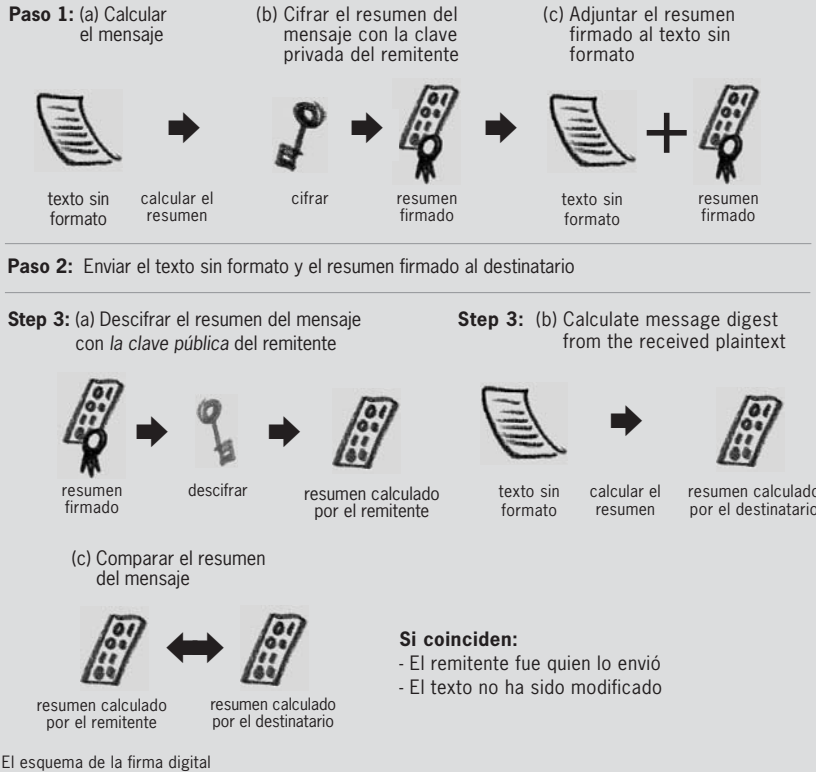 Paso 1: (a) Calcular
el mensaje
(b) Cifrar el resumen del
mensaje con la clave
privada del remitente
(c) Adjuntar el resumen
firmado al texto sin
formato
texto sin
formato
calcular el
resumen
cifrar
resumen
firmado
texto sin
formato
resumen
firmado
Paso 2: Enviar el texto sin formato y el resumen firmado al destinatario
Step 3: (a) Descifrar el resumen del mensaje
con la clave pública del remitente
Step 3: (b) Calculate message digest
from the received plaintext
resumen
firmado
descifrar
resumen calculado
por el remitente
texto sin
formato
calcular el
resumen
resumen calculado
por el destinatario
(c) Comparar el resumen
del mensaje
resumen calculado
por el remitente
resumen calculado
por el destinatario
Si coinciden:
- El remitente fue quien lo envió
- El texto no ha sido modificado
El esquema de la firma digital